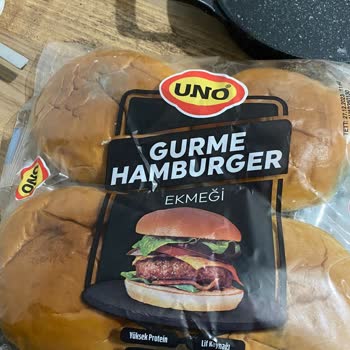 UNO
GURME
HAMBURGER
EKMEĞİ
UNO
Yüksek Protein
Lif Kaynağı